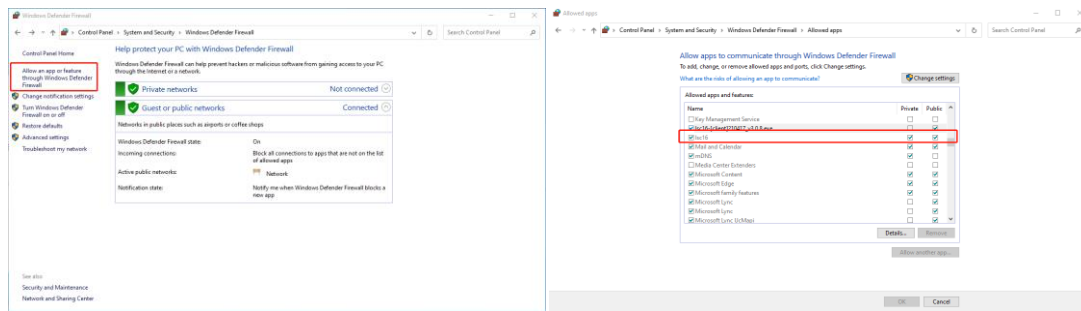 Windows Defender Firewall
Control Panel > System and Security > Windows Defender Firewall
Search Control Panel
Control Panel Home
Allow an app or feature
through Windows Defender
Firewall
Change notification settings
Turn Windows Defender
Firewall on or off
Restore defaults
Advanced settings
Troubleshoot my network
See also
Security and Maintenance
Network and Sharing Center
Help protect your PC with Windows Defender Firewall
Windows Defender Firewall can help prevent hackers or malicious software from gaining access to your PC
through the Internet or a network.
Private networks Not connected
Guest or public networks Connected
Networks in public places such as airports or coffee shops
Windows Defender Firewall state: On
Incoming connections: Block all connections to apps that are not on the list
of allowed apps
Active public networks: Network
Notification state: Notify me when Windows Defender Firewall blocks a
new app
Allowed apps
Control Panel > System and Security > Windows Defender Firewall > Allowed apps
Search Control Panel
Allow apps to communicate through Windows Defender Firewall
To add, change, or remove allowed apps and ports, click Change settings.
What are the risks of allowing an app to communicate?
Change settings
Allowed apps and features:
Name Private Public
Key Management Service
lsc16
Mail and Calendar
mDNS
Media Center Extenders
Microsoft Content
Microsoft Edge
Microsoft family features
Microsoft Lync
Microsoft Lync
Microsoft Lync UcMapi
Details... Remove
Allow another app...
OK Cancel